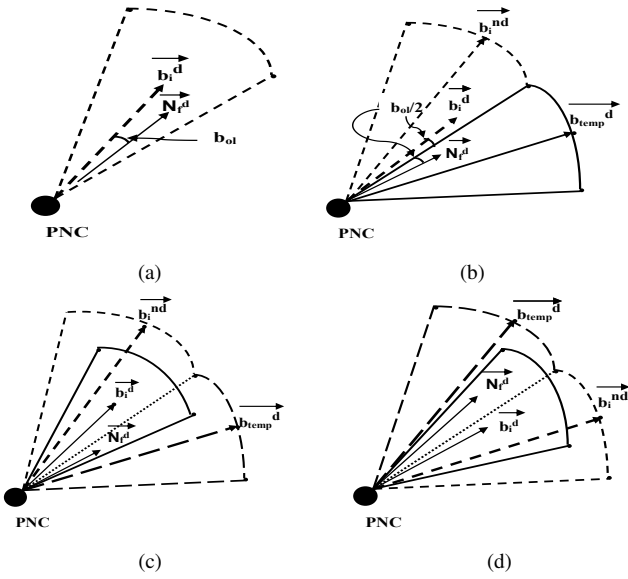 b_i^d
N_f^d
b_ol
PNC
(a)
b_i^nd
b_ol/2
b_i^d
b_temp^d
N_f^d
PNC
(b)
b_i^nd
b_i^d
N_f^d
b_temp^d
PNC
(c)
b_temp^d
N_f^d
b_i^nd
b_i^d
PNC
(d)